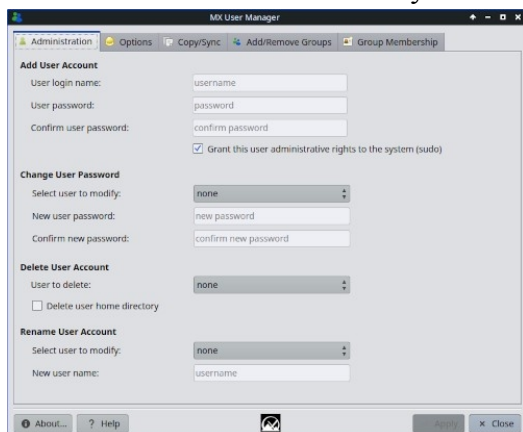 MX User Manager
Administration Options Copy/Sync Add/Remove Groups Group Membership
Add User Account
User login name: username
User password: password
Confirm user password: confirm password
Grant this user administrative rights to the system (sudo)
Change User Password
Select user to modify: none
New user password: new password
Confirm new password: confirm new password
Delete User Account
User to delete: none
Delete user home directory
Rename User Account
Select user to modify: none
New user name: username
About... ? Help Apply Close